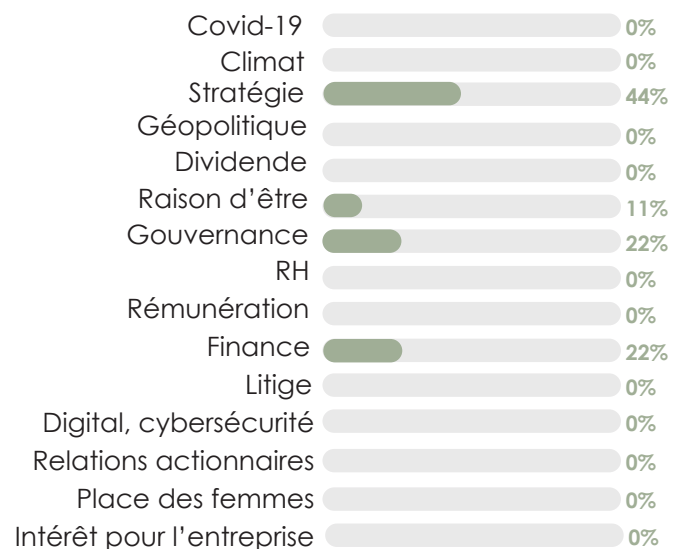 Covid-19 0%
Climat 0%
Stratégie 44%
Géopolitique 0%
Dividende 0%
Raison d’être 11%
Gouvernance 22%
RH 0%
Rémunération 0%
Finance 22%
Litige 0%
Digital, cybersécurité 0%
Relations actionnaires 0%
Place des femmes 0%
Intérêt pour l’entreprise 0%